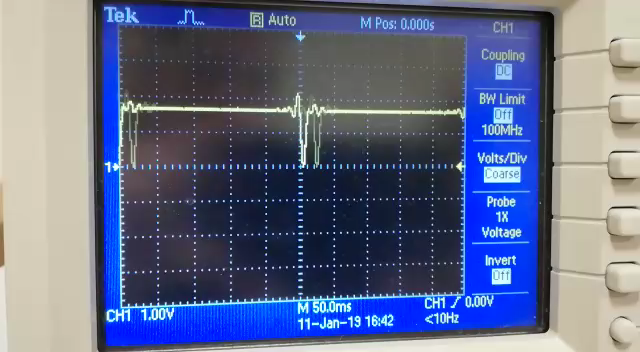 Tek
R Auto
M Pos: 0.000s
CH1
Coupling
DC
BW Limit
Off
100MHz
Volts/Div
Coarse
Probe
1X
Voltage
Invert
Off
1
CH1 1.00V
M 50.0ms
CH1 / 0.00V
11-Jan-19 16:42
<10Hz